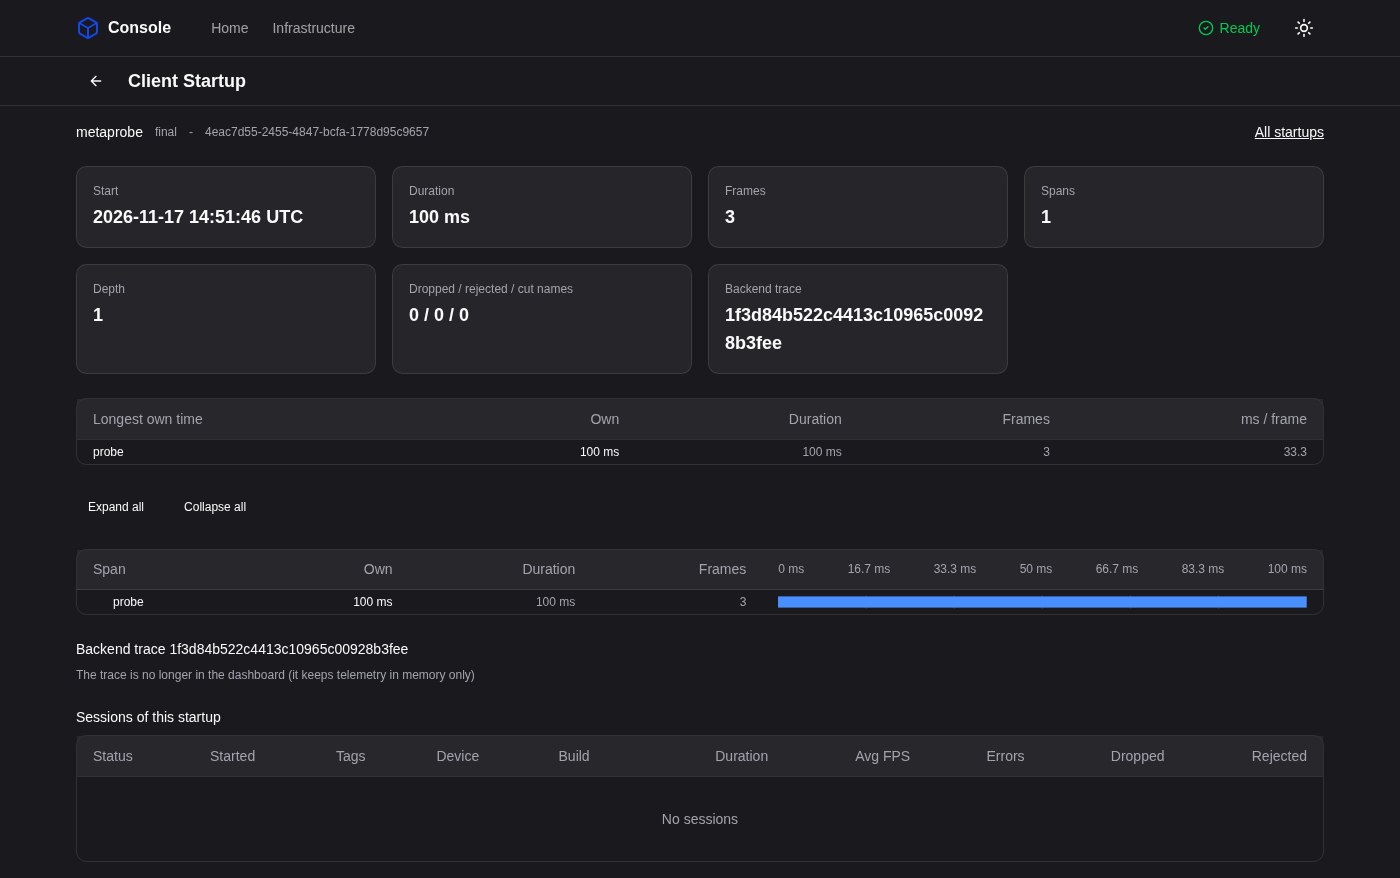 Console Home Infrastructure Ready
Client Startup
metaprobe final - 4eac7d55-2455-4847-bcfa-1778d95c9657 All startups
Start Duration Frames Spans
2026-11-17 14:51:46 UTC 100 ms 3 1
Depth Dropped / rejected / cut names Backend trace
1 0 / 0 / 0 1f3d84b522c4413c10965c0092
8b3fee
Longest own time Own Duration Frames ms / frame
probe 100 ms 100 ms 3 33.3
Expand all Collapse all
Span Own Duration Frames 0 ms 16.7 ms 33.3 ms 50 ms 66.7 ms 83.3 ms 100 ms
probe 100 ms 100 ms 3
Backend trace 1f3d84b522c4413c10965c00928b3fee
The trace is no longer in the dashboard (it keeps telemetry in memory only)
Sessions of this startup
Status Started Tags Device Build Duration Avg FPS Errors Dropped Rejected
No sessions